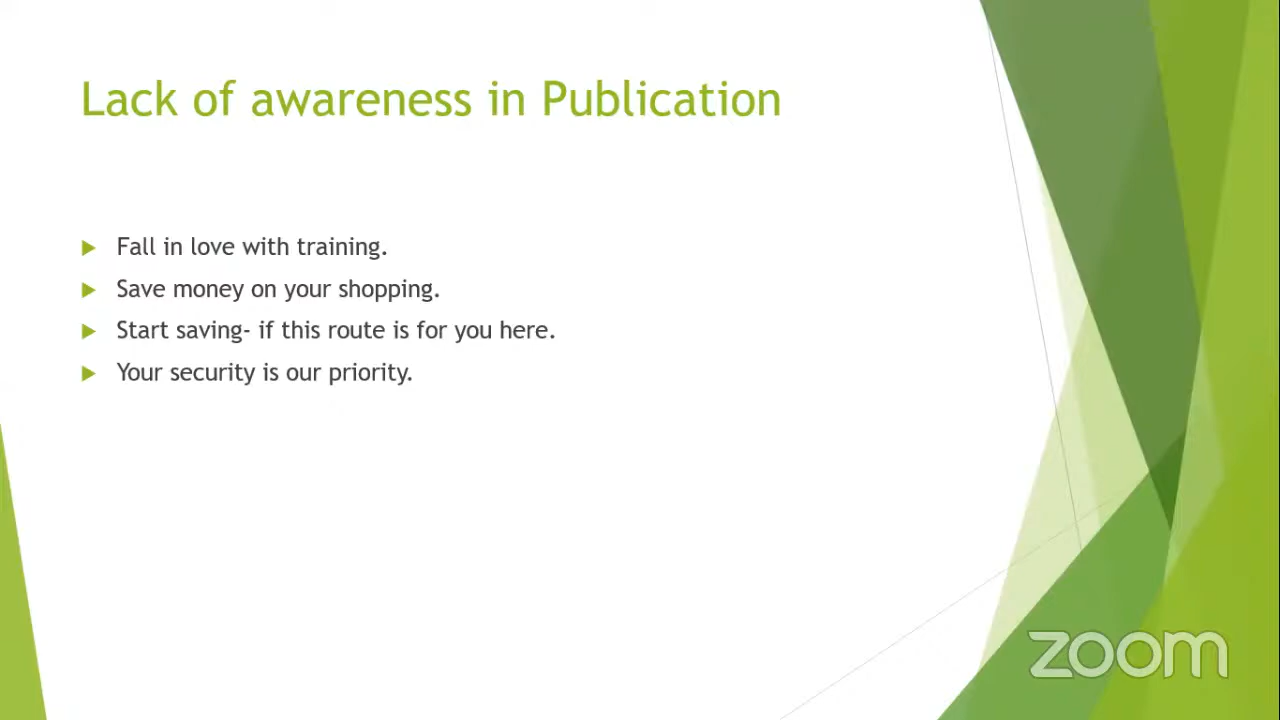 Lack of awareness in Publication
Fall in love with training.
Save money on your shopping.
Start saving- if this route is for you here.
Your security is our priority.
zoom